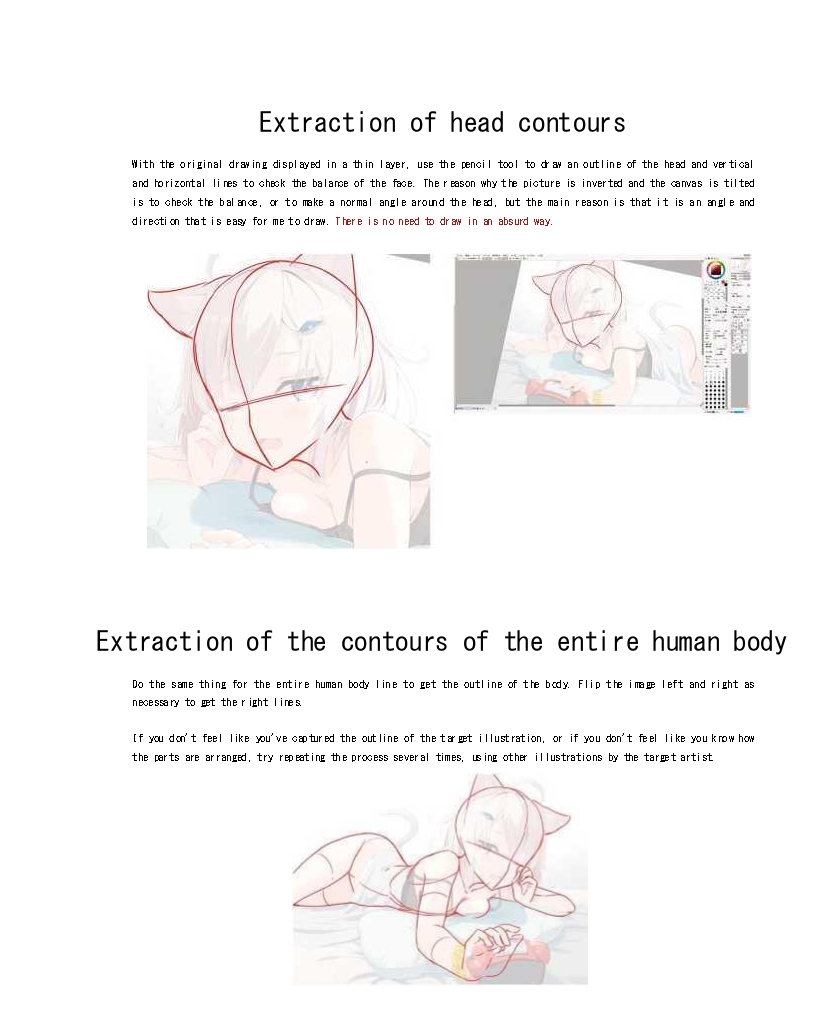 Extraction of head contours
With the original drawing displayed in a thin layer, use the pencil tool to draw an outline of the head and vertical
and horizontal lines to check the balance of the face. The reason why the picture is inverted and the canvas is tilted
is to check the balance, or to make a normal angle around the head, but the main reason is that it is an angle and
direction that is easy for me to draw. There is no need to draw in an absurd way.
Extraction of the contours of the entire human body
Do the same thing for the entire human body line to get the outline of the body. Flip the image left and right as
necessary to get the right lines.
If you don't feel like you've captured the outline of the target illustration, or if you don't feel like you know how
the parts are arranged, try repeating the process several times, using other illustrations by the target artist.